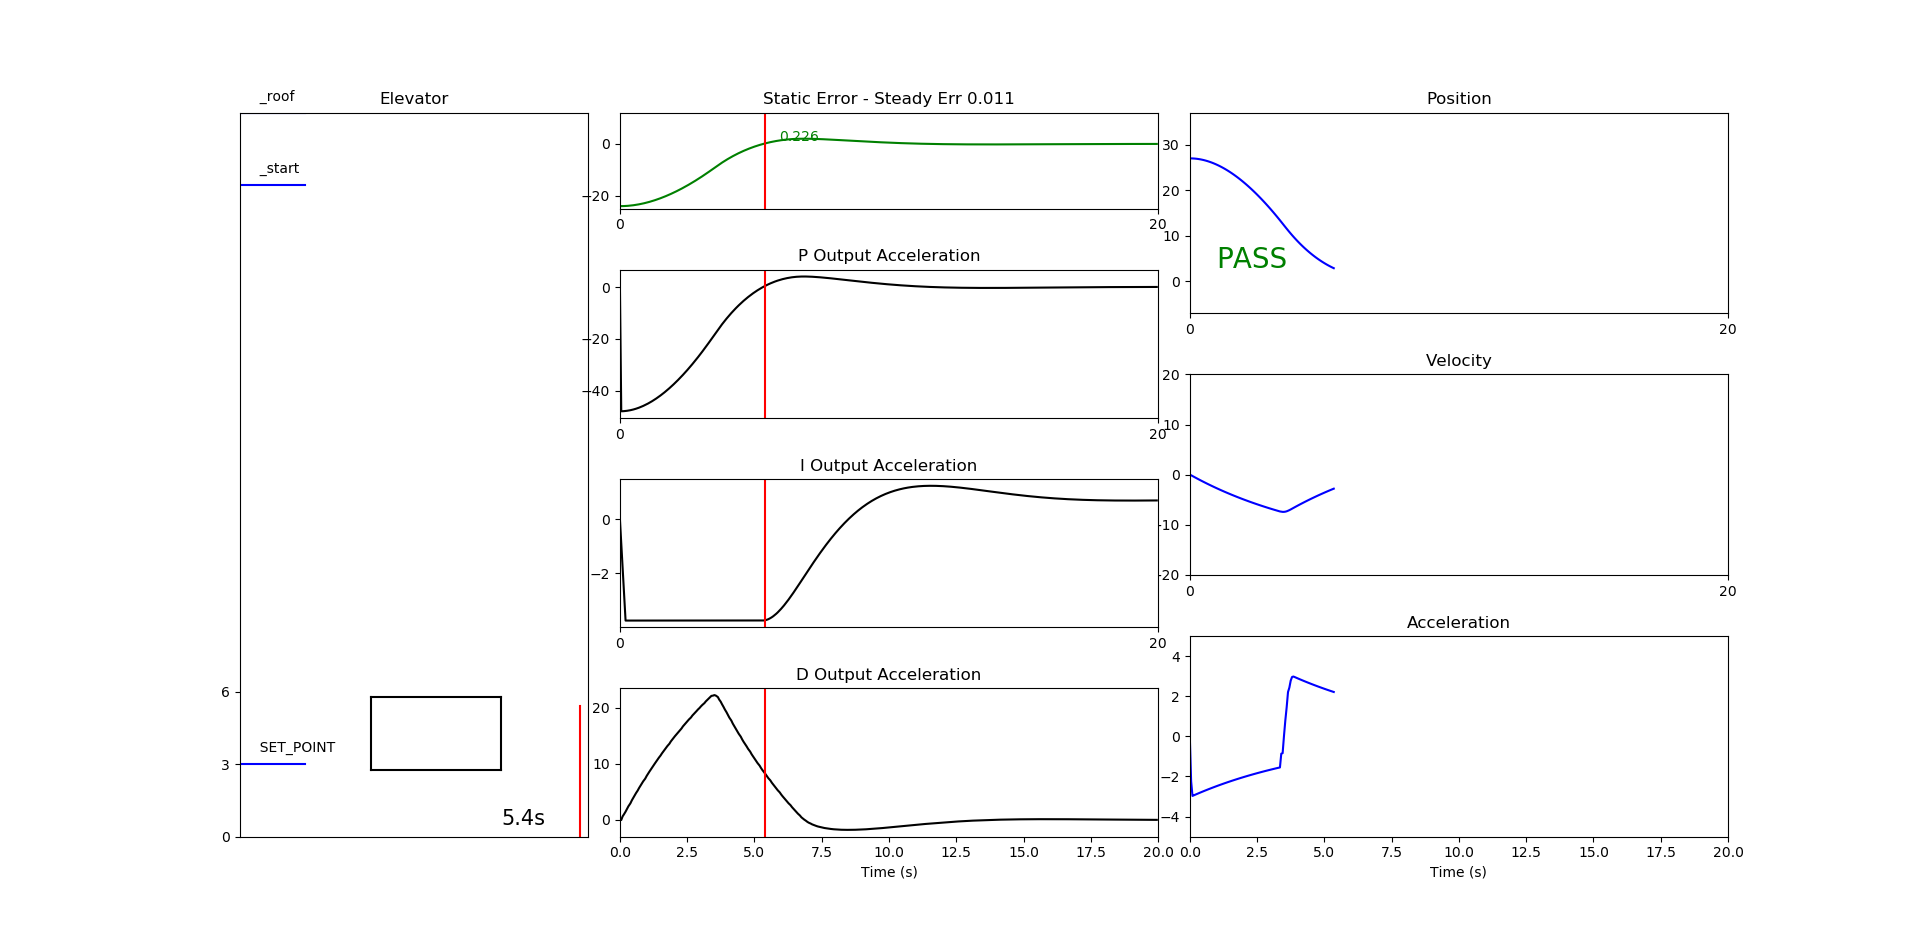 _roof
Elevator
_start
6
SET_POINT
3
5.4s
0
Static Error - Steady Err 0.011
0.226
0
−20
0
20
P Output Acceleration
0
−20
−40
0
20
I Output Acceleration
0
−2
0
20
D Output Acceleration
20
10
0
0.0 2.5 5.0 7.5 10.0 12.5 15.0 17.5 20.0
Time (s)
Position
30
20
10
0
PASS
0
20
Velocity
20
10
0
-10
-20
0
20
Acceleration
4
2
0
−2
−4
0.0 2.5 5.0 7.5 10.0 12.5 15.0 17.5 20.0
Time (s)